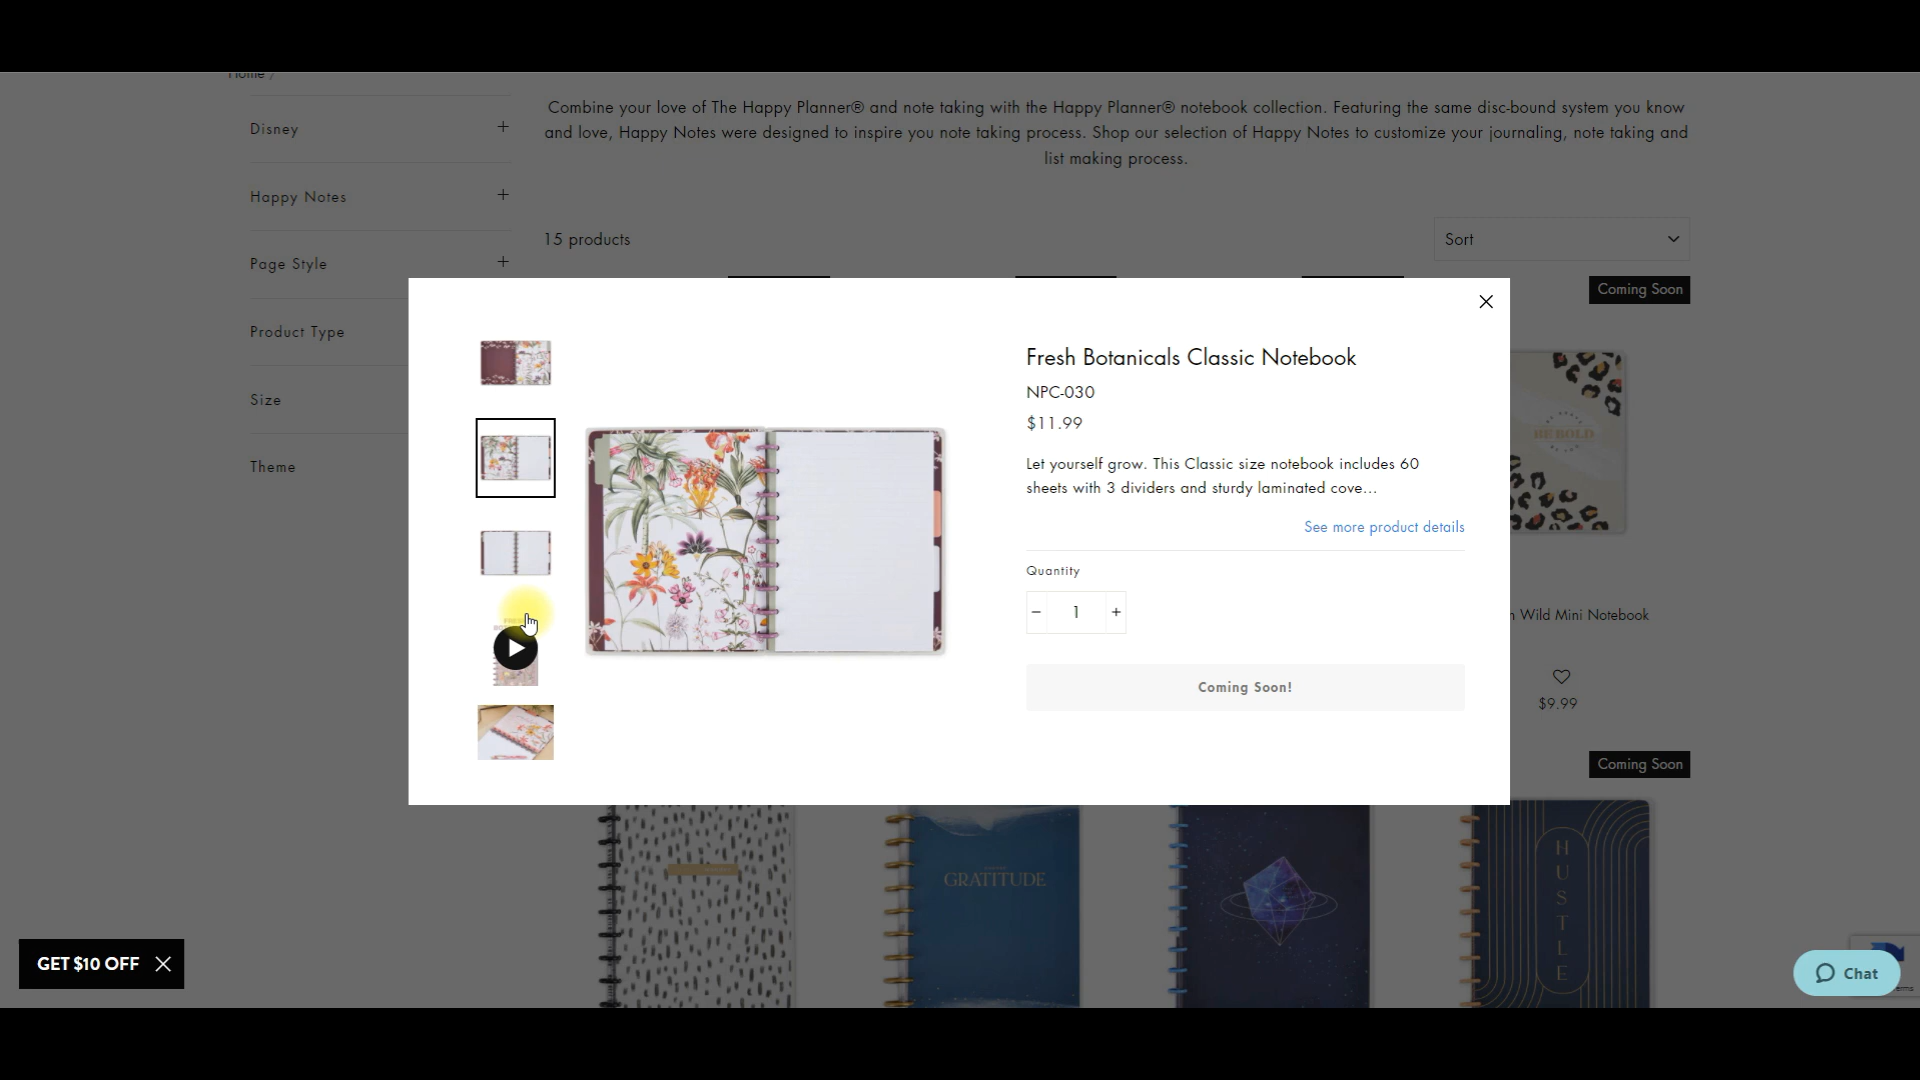 Home /
Combine your love of The Happy Planner® and note taking with the Happy Planner® notebook collection. Featuring the same disc-bound system you know
and love, Happy Notes were designed to inspire you note taking process. Shop our selection of Happy Notes to customize your journaling, note taking and
list making process.
Disney
Happy Notes
Page Style
Product Type
Size
Theme
15 products
Sort
Coming Soon
Fresh Botanicals Classic Notebook
NPC-030
$11.99
Let yourself grow. This Classic size notebook includes 60
sheets with 3 dividers and sturdy laminated cove...
See more product details
Quantity
− 1 +
Coming Soon!
BE BOLD
Wild Mini Notebook
$9.99
Coming Soon
GRATITUDE
HUSTLE
GET $10 OFF
Chat